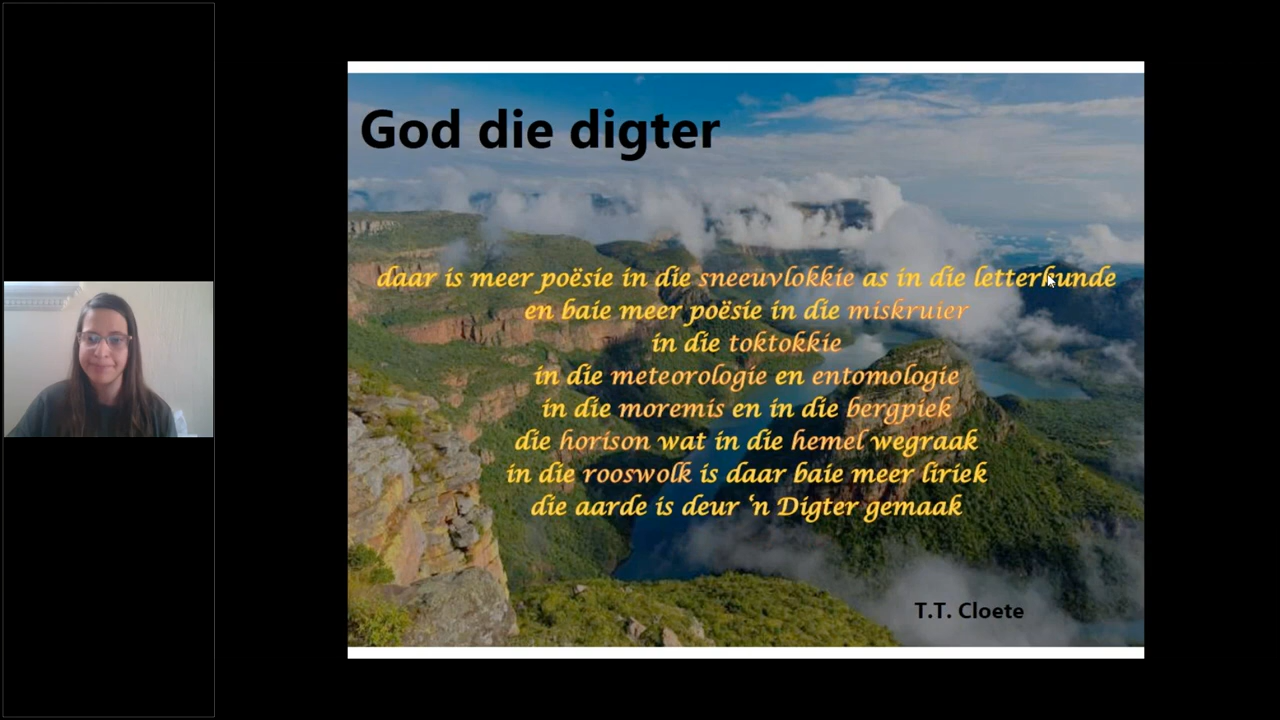 God die digter
daar is meer poësie in die sneeuvlokkie as in die letterkunde
en baie meer poësie in die miskruier
in die toktokkie
in die meteorologie en entomologie
in die moremis en in die bergpiek
die horison wat in die hemel wegraak
in die rooswolk is daar baie meer liriek
die aarde is deur ‘n Digter gemaak
T.T. Cloete